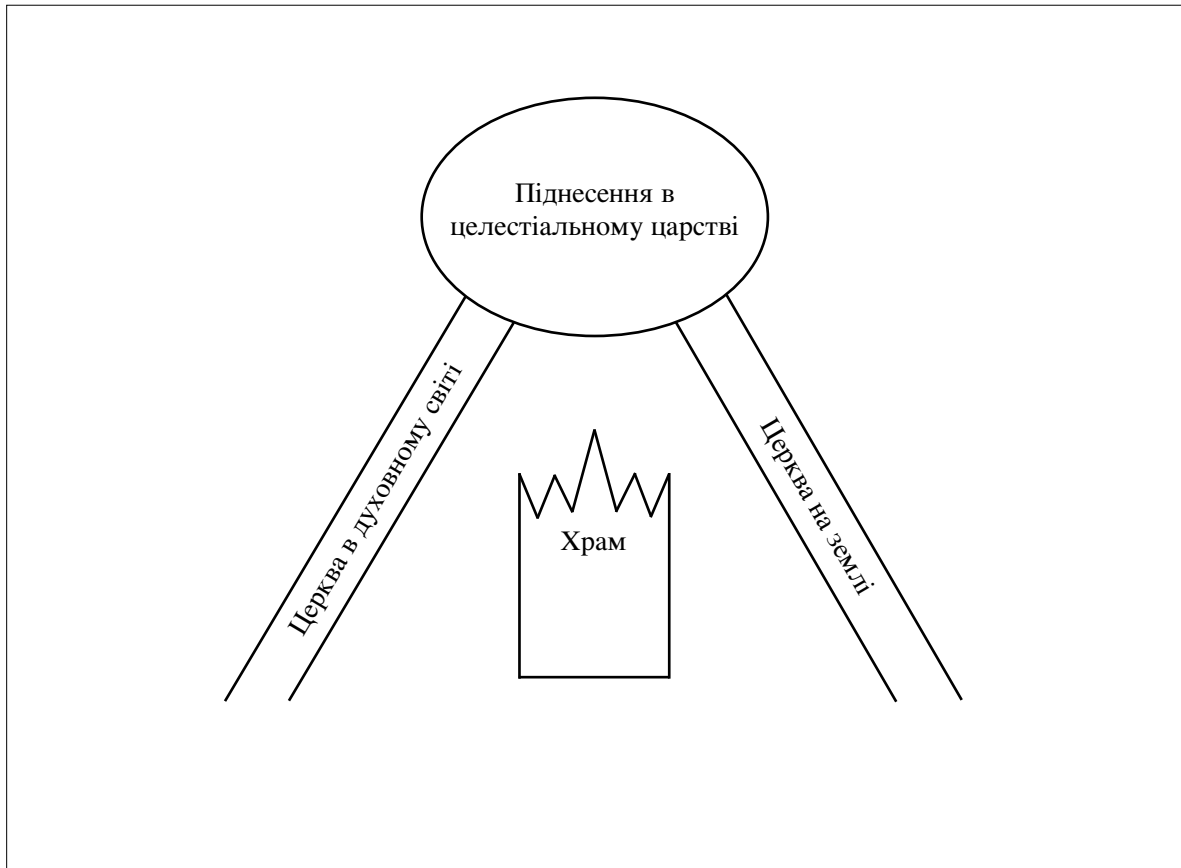 Піднесення в
целестіальному царстві
Церква в духовному світі
Храм
Церква на землі